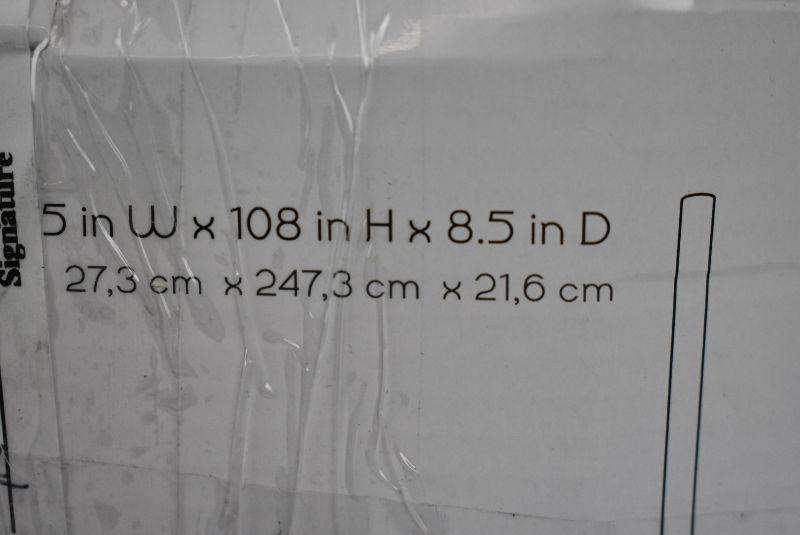 Signature
5 in W x 108 in H x 8.5 in D
27,3 cm x 247,3 cm x 21,6 cm